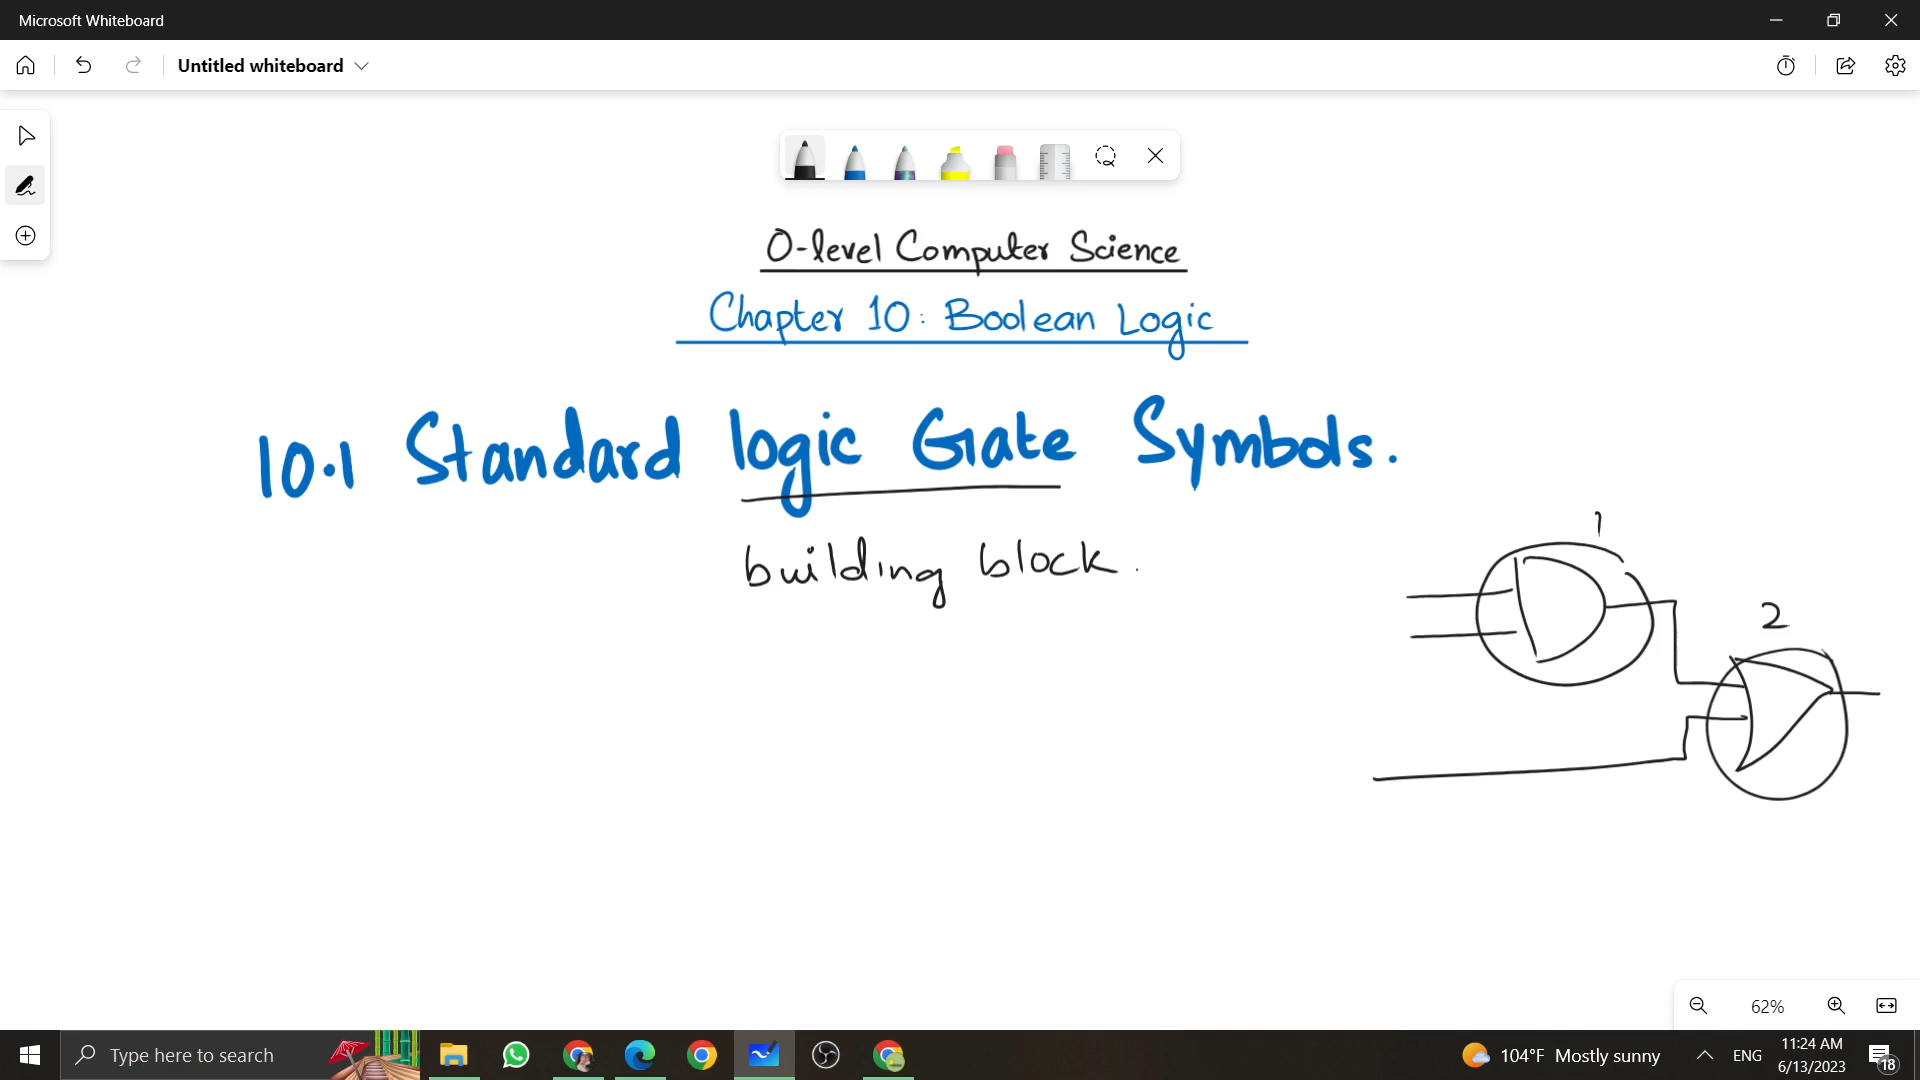 Microsoft Whiteboard
Untitled whiteboard
O-level Computer Science
Chapter 10: Boolean Logic
10.1 Standard logic Gate Symbols.
building block.
1
2
62%
Type here to search
104°F Mostly sunny
ENG
11:24 AM
6/13/2023
18